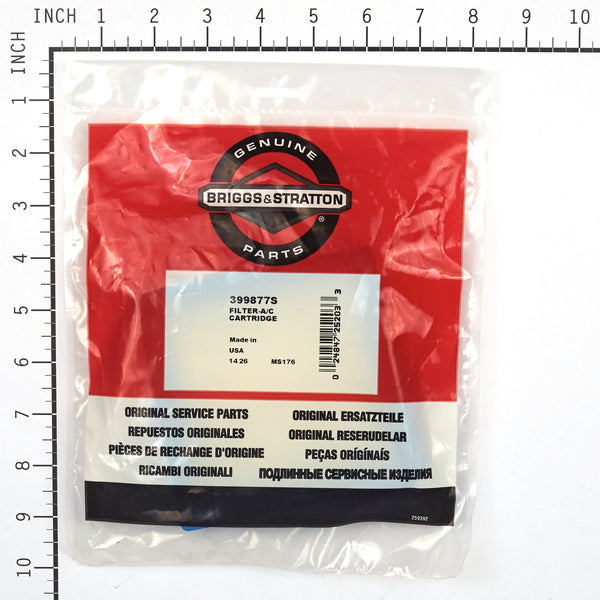 INCH 1 2 3 4 5 6 7 8 9 10
INCH
1
2
3
4
5
6
7
8
9
10
GENUINE
BRIGGS&STRATTON
®
PARTS
399877S
FILTER-A/C
CARTRIDGE
Made in
USA
14 26 MS176
0 24847 25203 3
ORIGINAL SERVICE PARTS ORIGINAL ERSATZTEILE
REPUESTOS ORIGINALES ORIGINAL RESERUDELAR
PIÈCES DE RECHANGE D'ORIGINE PEÇAS ORÍGÍNAIS
RICAMBI ORIGINALI ПОДЛИННЫЕ СЕРВИСНЫЕ ИЗДЕЛИЯ
259392